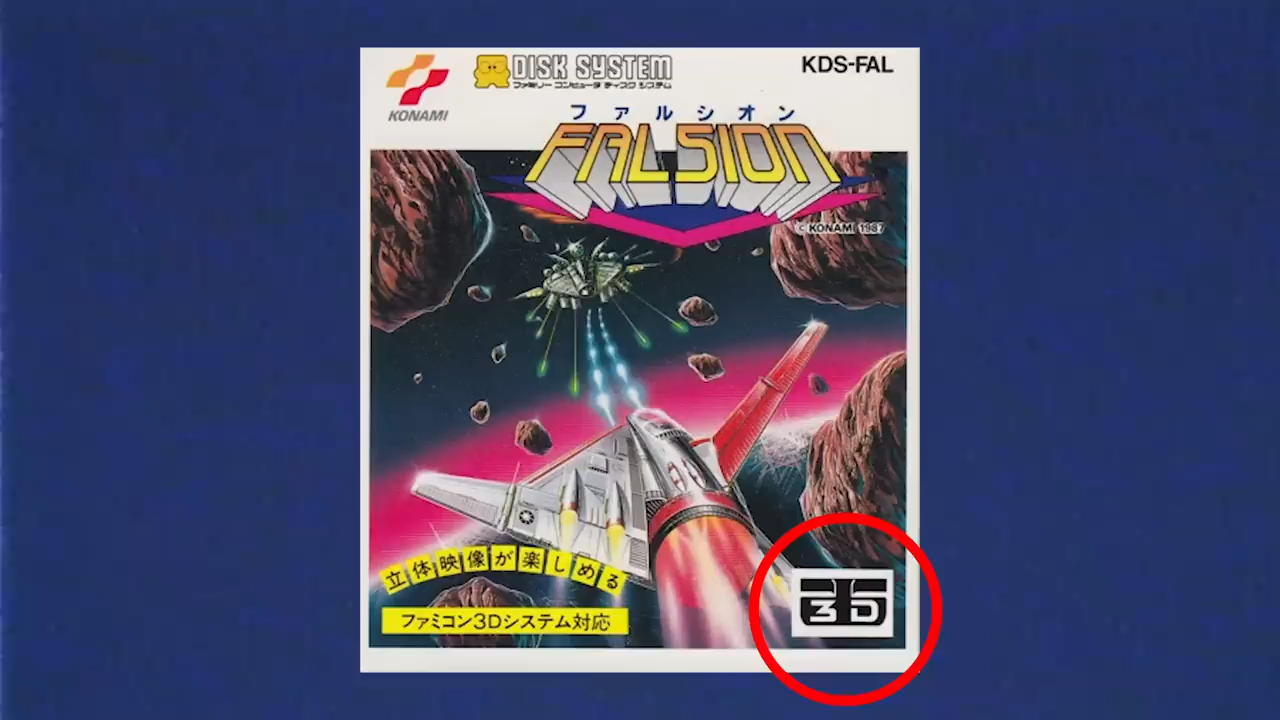 KONAMI
DISK SYSTEM
ファミリー コンピュータ ディスク システム
KDS-FAL
ファルシオン
FALSION
© KONAMI 1987
立体映像が楽しめる
ファミコン3Dシステム対応
3D